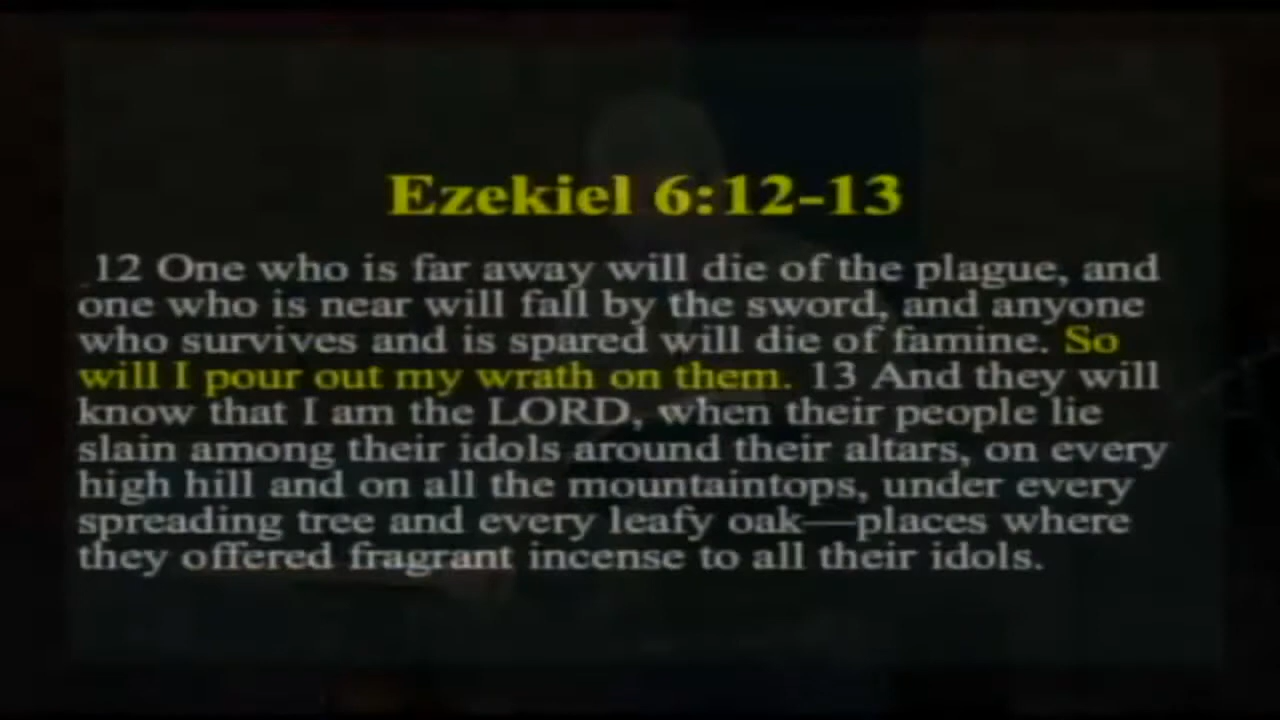 Ezekiel 6:12-13
12 One who is far away will die of the plague, and
one who is near will fall by the sword, and anyone
who survives and is spared will die of famine. So
will I pour out my wrath on them. 13 And they will
know that I am the LORD, when their people lie
slain among their idols around their altars, on every
high hill and on all the mountaintops, under every
spreading tree and every leafy oak—places where
they offered fragrant incense to all their idols.